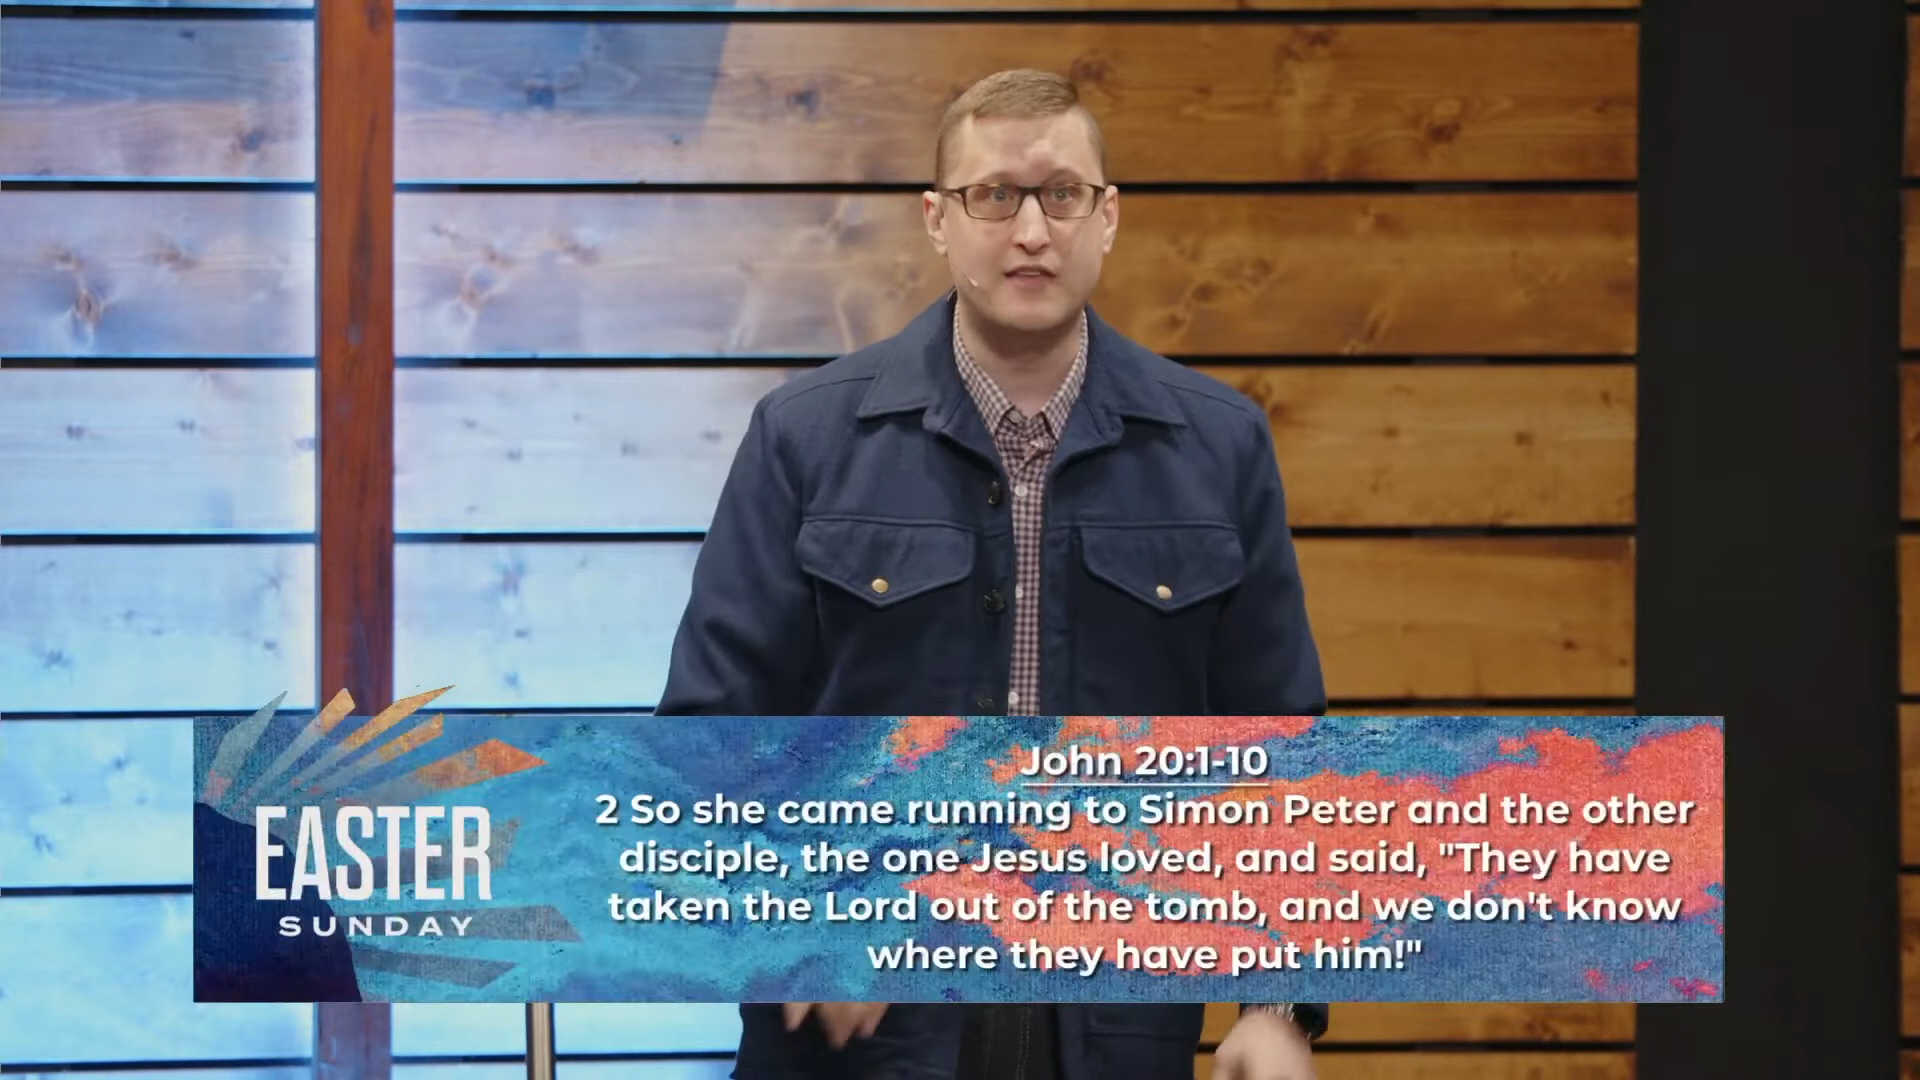 EASTER
SUNDAY
John 20:1-10
2 So she came running to Simon Peter and the other
disciple, the one Jesus loved, and said, "They have
taken the Lord out of the tomb, and we don't know
where they have put him!"